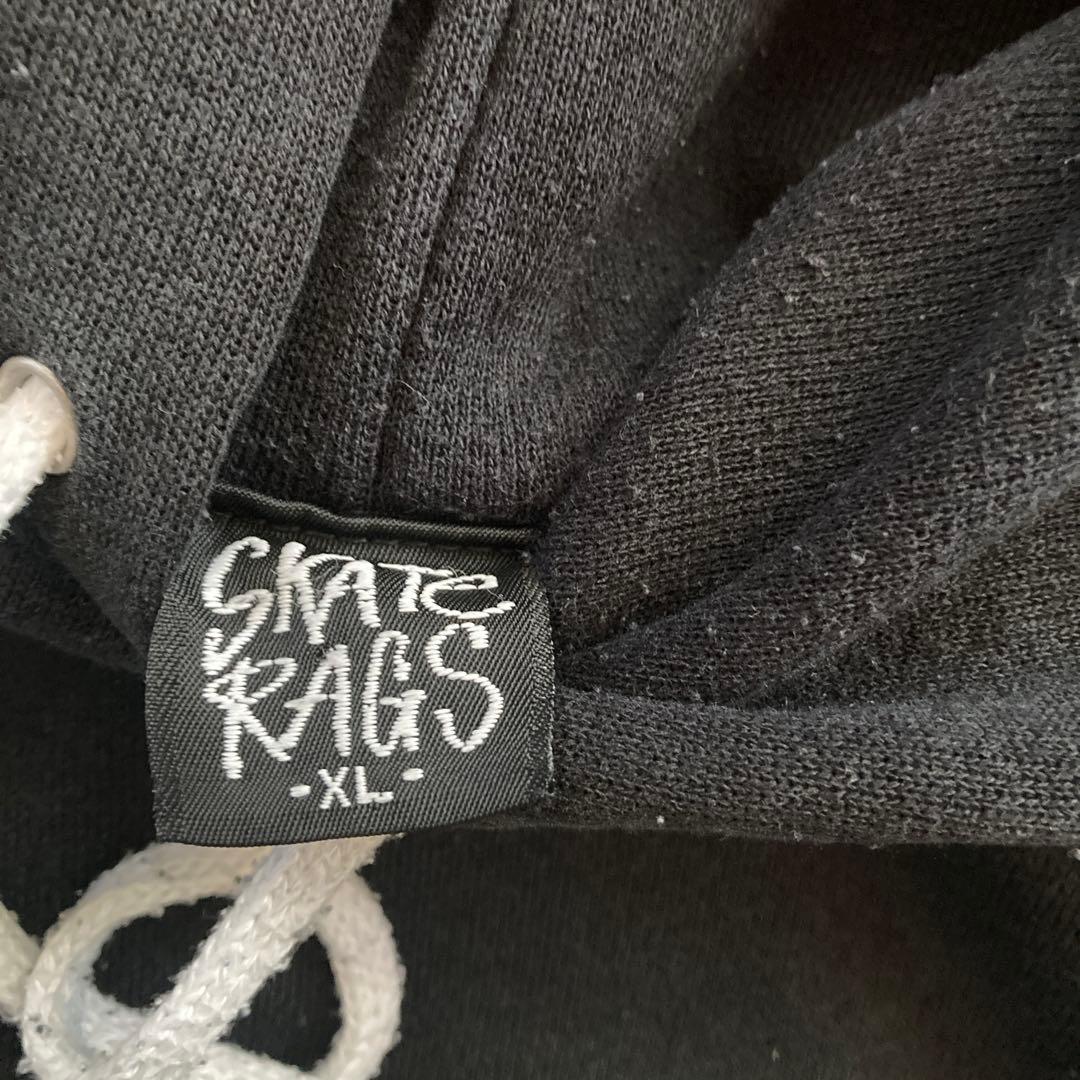 SKATE
RAGS
-XL-